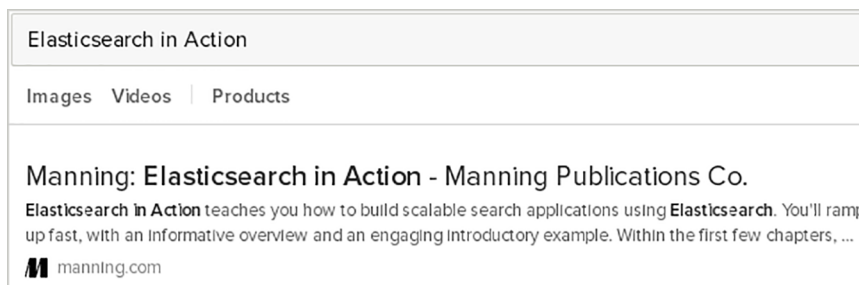 Elasticsearch in Action
Images Videos Products
Manning: Elasticsearch in Action - Manning Publications Co.
Elasticsearch in Action teaches you how to build scalable search applications using Elasticsearch. You'll ramp
up fast, with an informative overview and an engaging introductory example. Within the first few chapters, ...
manning.com